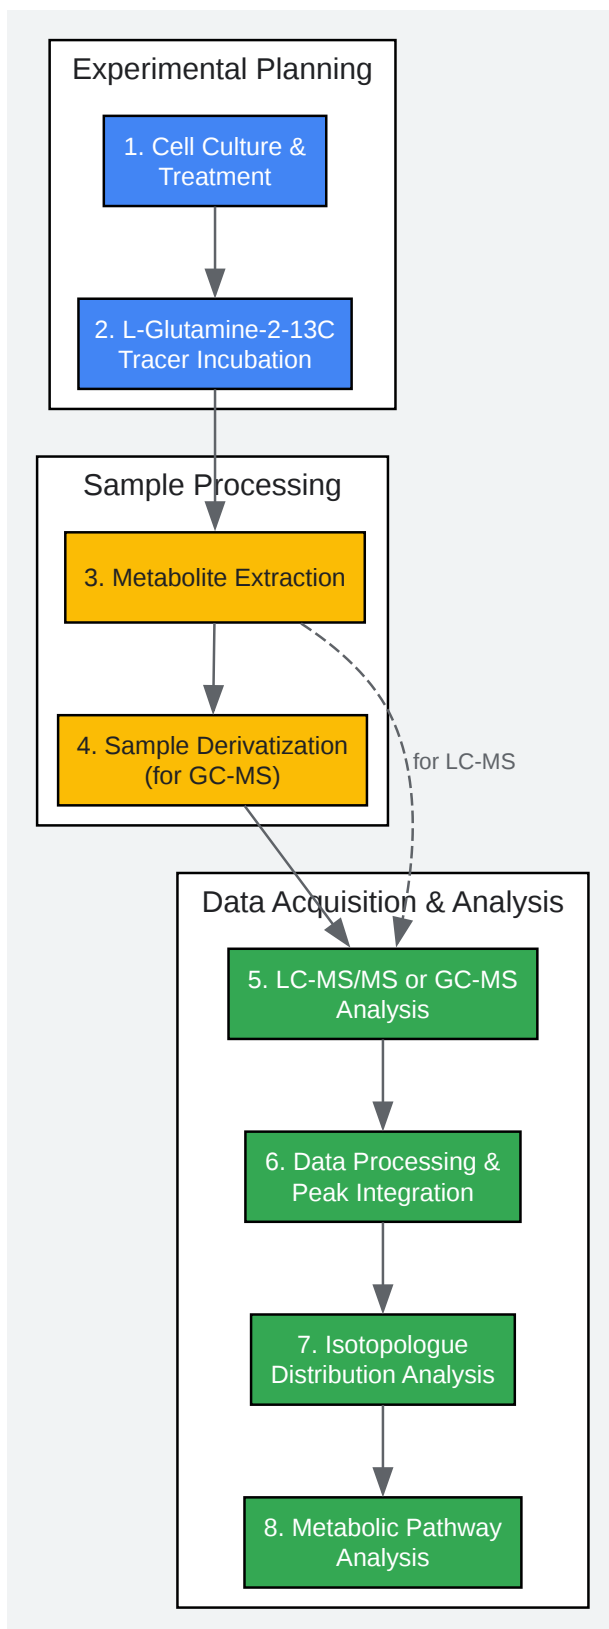 Experimental Planning
1. Cell Culture &
Treatment
2. L-Glutamine-2-13C
Tracer Incubation
Sample Processing
3. Metabolite Extraction
4. Sample Derivatization
(for GC-MS)
for LC-MS
Data Acquisition & Analysis
5. LC-MS/MS or GC-MS
Analysis
6. Data Processing &
Peak Integration
7. Isotopologue
Distribution Analysis
8. Metabolic Pathway
Analysis